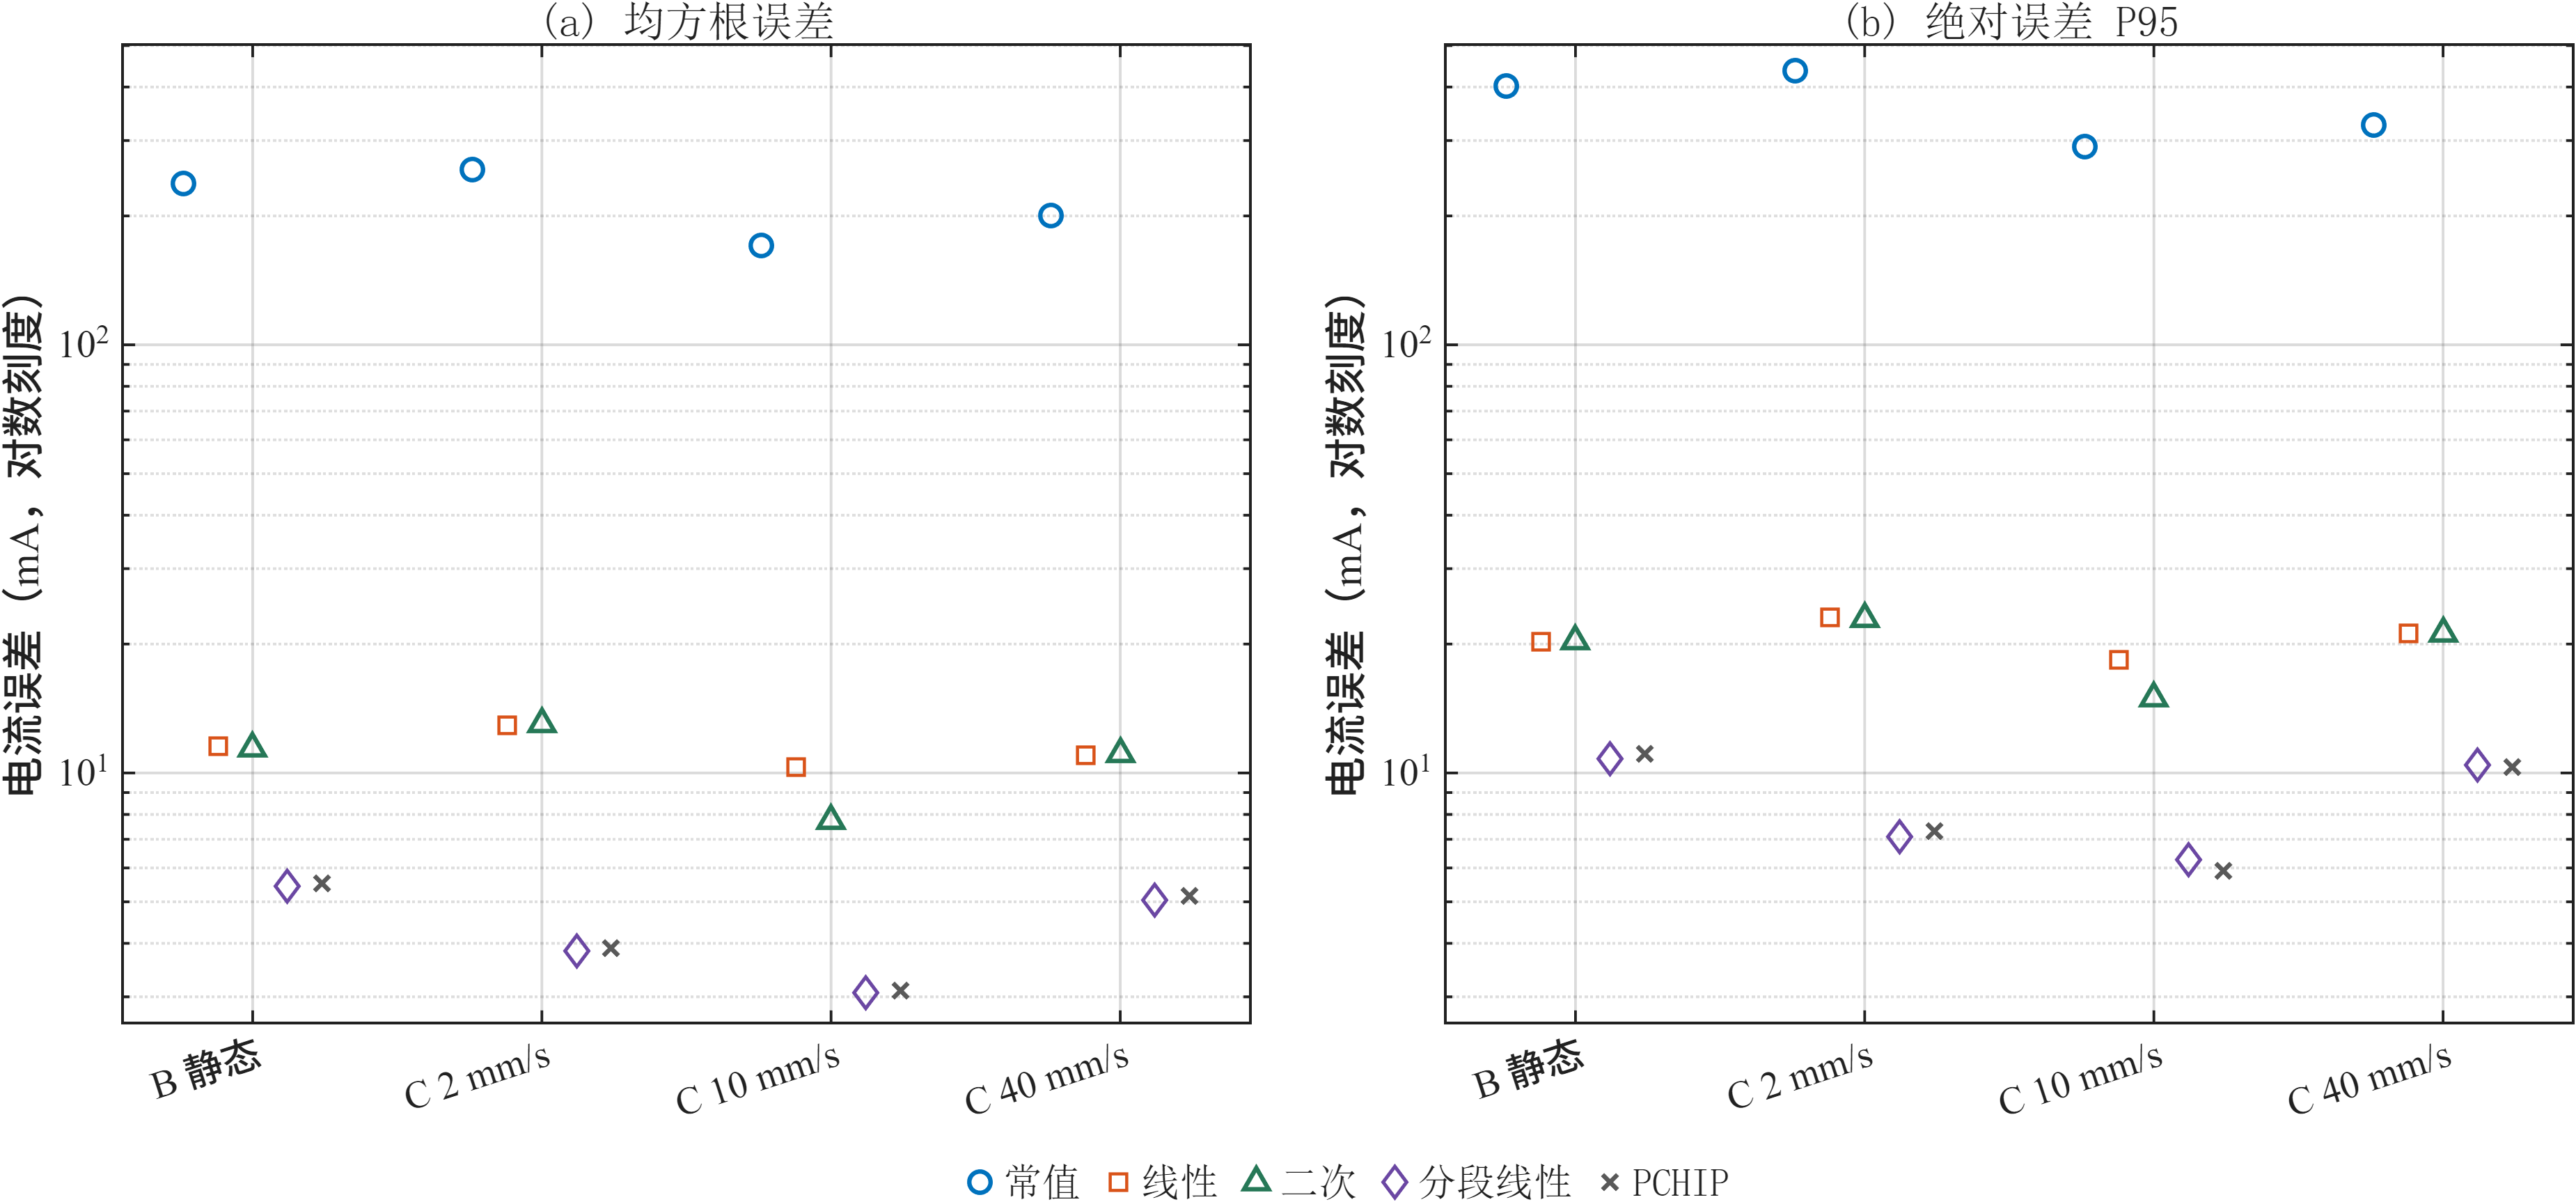 (a) 均方根误差
电流误差（mA，对数刻度）
10²
10¹
B 静态
C 2 mm/s
C 10 mm/s
C 40 mm/s
(b) 绝对误差 P95
电流误差（mA，对数刻度）
10²
10¹
B 静态
C 2 mm/s
C 10 mm/s
C 40 mm/s
常值 线性 二次 分段线性 PCHIP